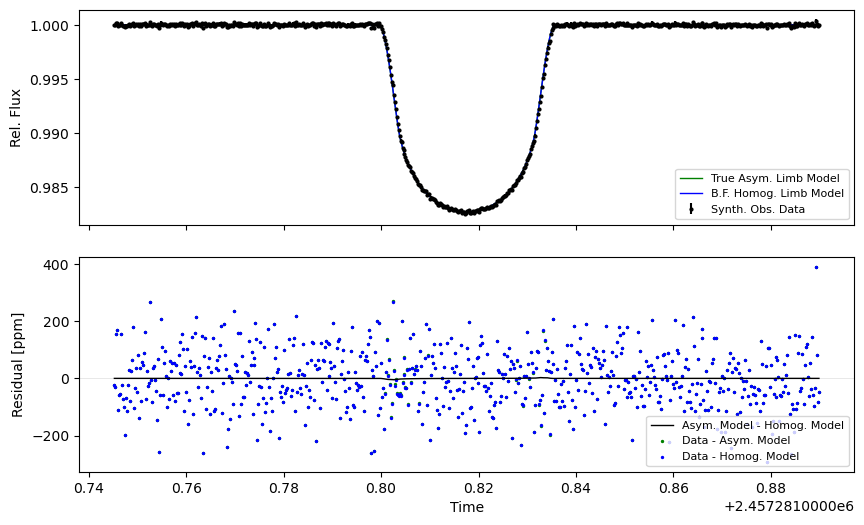 1.000
0.995
0.990
0.985
Rel. Flux
True Asym. Limb Model
B.F. Homog. Limb Model
Synth. Obs. Data
400
200
0
−200
Residual [ppm]
Asym. Model - Homog. Model
Data - Asym. Model
Data - Homog. Model
0.74 0.76 0.78 0.80 0.82 0.84 0.86 0.88
Time
+2.4572810000e6